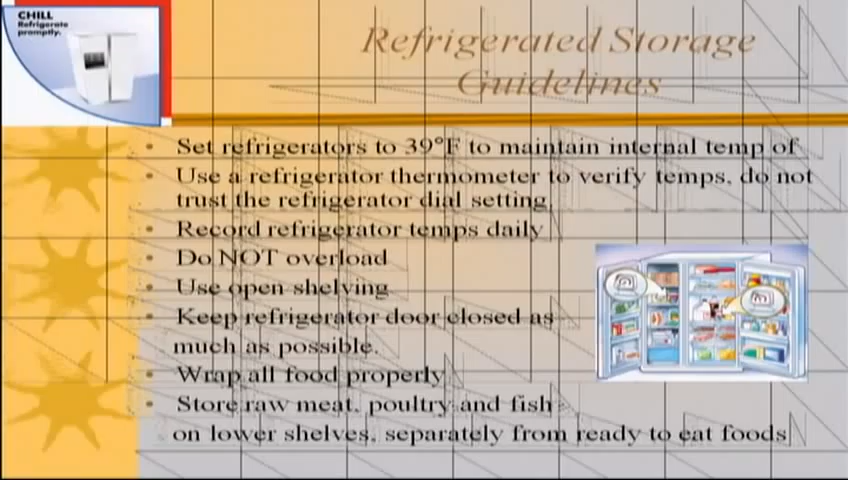 CHILL
Refrigerate
promptly.
Refrigerated Storage
Guidelines
• Set refrigerators to 39°F to maintain internal temp of
• Use a refrigerator thermometer to verify temps, do not
trust the refrigerator dial setting.
• Record refrigerator temps daily
• Do NOT overload
• Use open shelving
• Keep refrigerator door closed as
much as possible.
• Wrap all food properly
• Store raw meat, poultry and fish
on lower shelves, separately from ready to eat foods